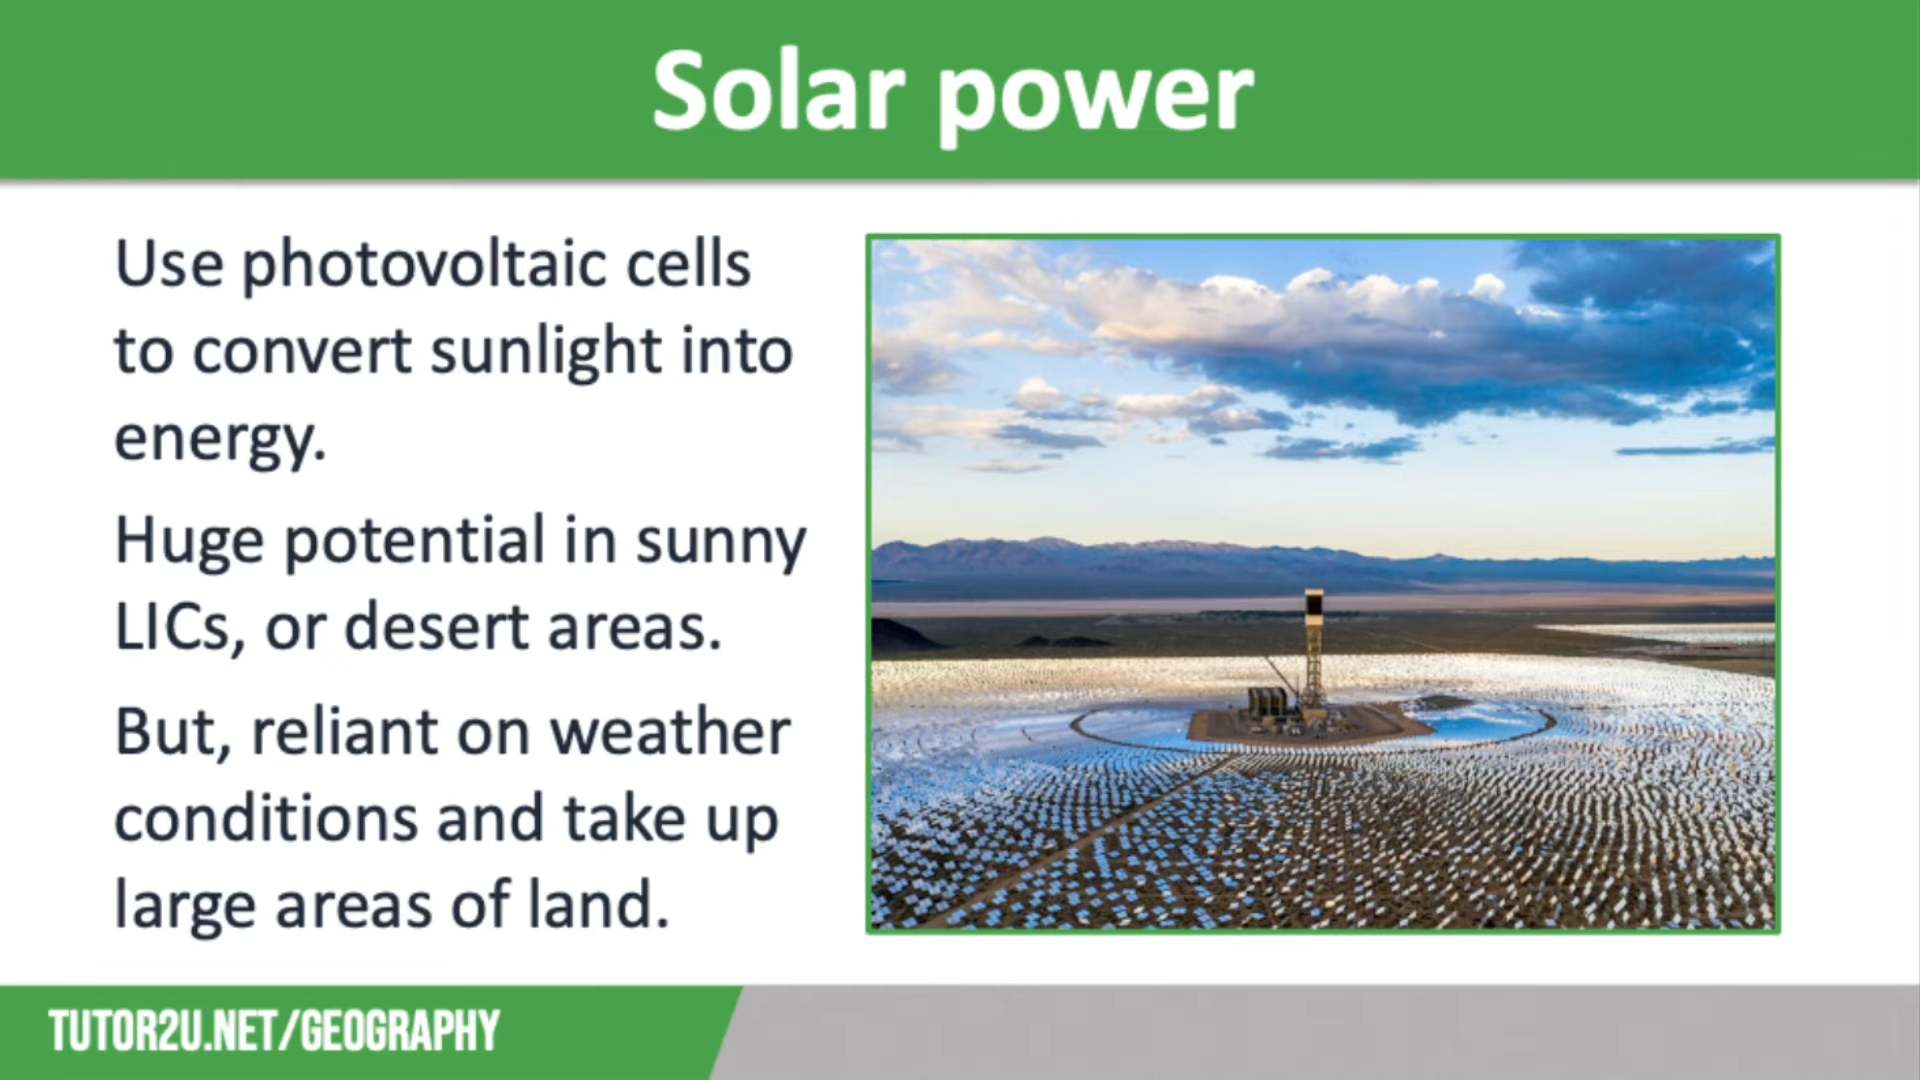 Solar power
Use photovoltaic cells
to convert sunlight into
energy.
Huge potential in sunny
LICs, or desert areas.
But, reliant on weather
conditions and take up
large areas of land.
TUTOR2U.NET/GEOGRAPHY